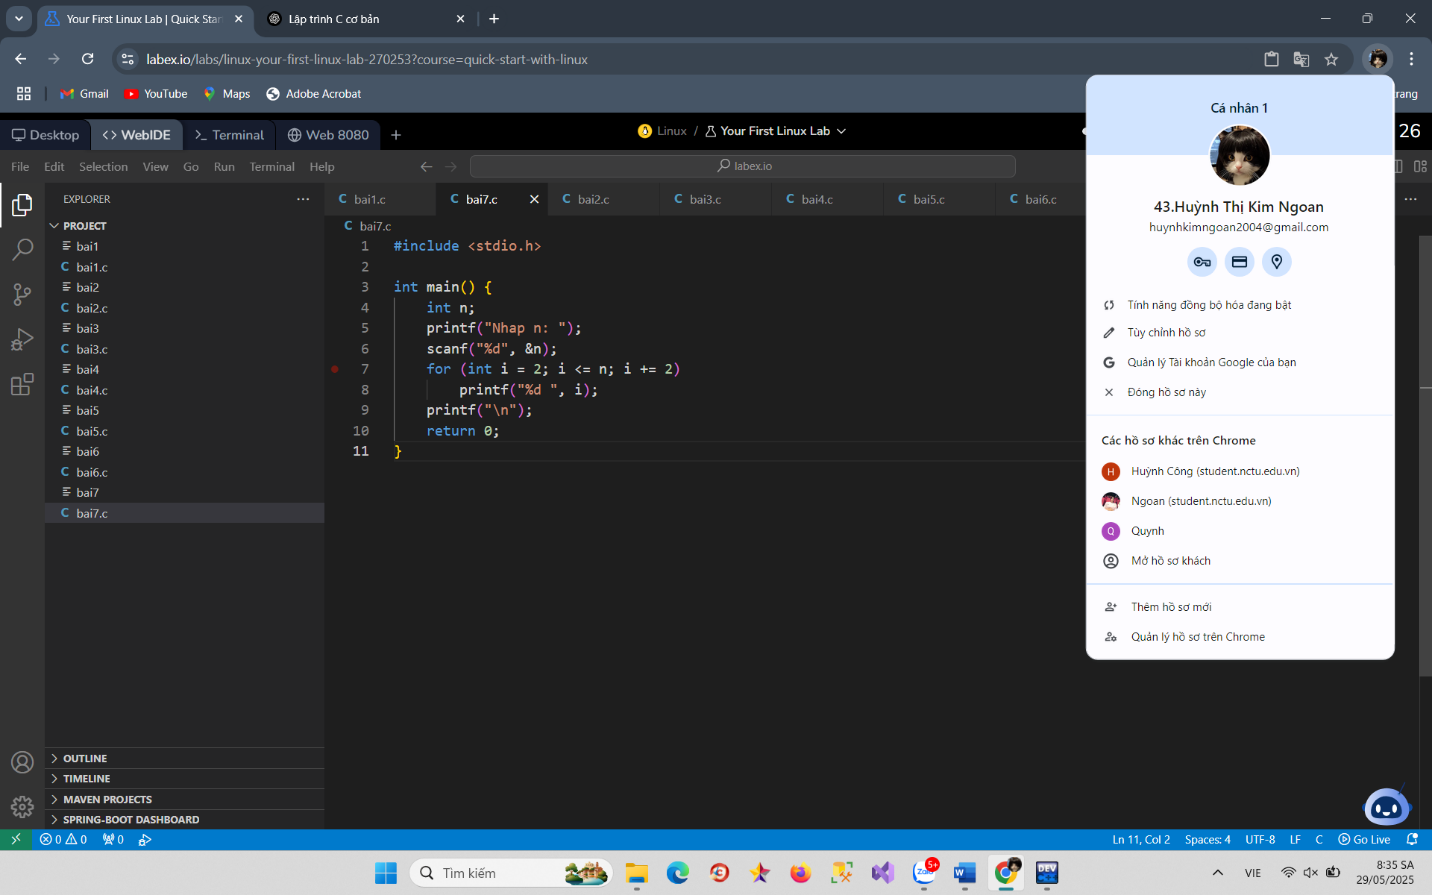 Your First Linux Lab | Quick Star
Lập trình C cơ bản
labex.io/labs/linux-your-first-linux-lab-270253?course=quick-start-with-linux
Gmail
YouTube
Maps
Adobe Acrobat
trang
Desktop
WebIDE
Terminal
Web 8080
Linux / Your First Linux Lab
26
File Edit Selection View Go Run Terminal Help
labex.io
EXPLORER
PROJECT
bai1
bai1.c
bai2
bai2.c
bai3
bai3.c
bai4
bai4.c
bai5
bai5.c
bai6
bai6.c
bai7
bai7.c
OUTLINE
TIMELINE
MAVEN PROJECTS
SPRING-BOOT DASHBOARD
C bai1.c
C bai7.c
C bai2.c
C bai3.c
C bai4.c
C bai5.c
C bai6.c
C bai7.c
1 #include <stdio.h>
2
3 int main() {
4 int n;
5 printf("Nhap n: ");
6 scanf("%d", &n);
7 for (int i = 2; i <= n; i += 2)
8 printf("%d ", i);
9 printf("\n");
10 return 0;
11 }
Cá nhân 1
43.Huỳnh Thị Kim Ngoan
huynhkimngoan2004@gmail.com
Tính năng đồng bộ hóa đang bật
Tùy chỉnh hồ sơ
Quản lý Tài khoản Google của bạn
Đóng hồ sơ này
Các hồ sơ khác trên Chrome
H Huỳnh Công (student.nctu.edu.vn)
Ngoan (student.nctu.edu.vn)
Q Quynh
Mở hồ sơ khách
Thêm hồ sơ mới
Quản lý hồ sơ trên Chrome
0 0 0
Ln 11, Col 2 Spaces: 4 UTF-8 LF C Go Live
Tìm kiếm
Zalo
5+
W
DEV
VIE
8:35 SA
29/05/2025